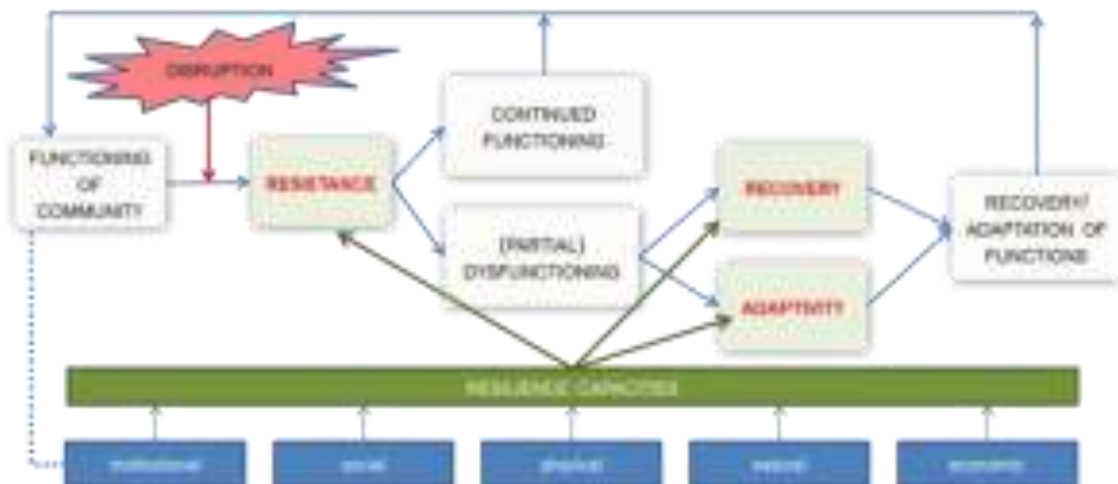 DISRUPTION
CONTINUED
FUNCTIONING
FUNCTIONING
OF
COMMUNITY
RESISTANCE
RECOVERY
RECOVERY/
ADAPTATION OF
FUNCTIONS
(PARTIAL)
DYSFUNCTIONING
ADAPTIVITY
RESILIENCE CAPACITIES
institutional
social
physical
natural
economic